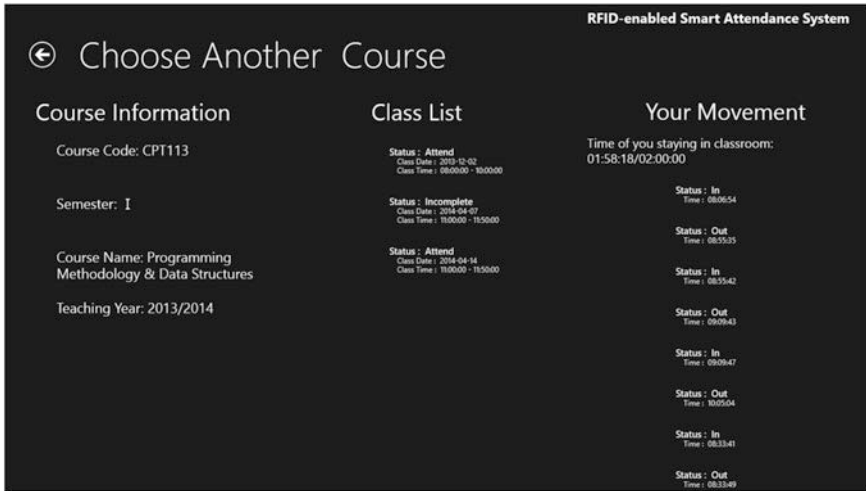 RFID-enabled Smart Attendance System
Choose Another Course
Course Information
Course Code: CPT113
Semester: I
Course Name: Programming
Methodology & Data Structures
Teaching Year: 2013/2014
Class List
Status : Attend
Class Date : 2013-12-02
Class Time : 08:00:00 - 10:00:00
Status : Incomplete
Class Date : 2014-04-07
Class Time : 11:00:00 - 11:50:00
Status : Attend
Class Date : 2014-04-14
Class Time : 11:00:00 - 11:50:00
Your Movement
Time of you staying in classroom:
01:58:18/02:00:00
Status : In
Time : 08:06:54
Status : Out
Time : 08:55:35
Status : In
Time : 08:55:42
Status : Out
Time : 09:09:43
Status : In
Time : 09:09:47
Status : Out
Time : 10:05:04
Status : In
Time : 08:33:41
Status : Out
Time : 08:33:49